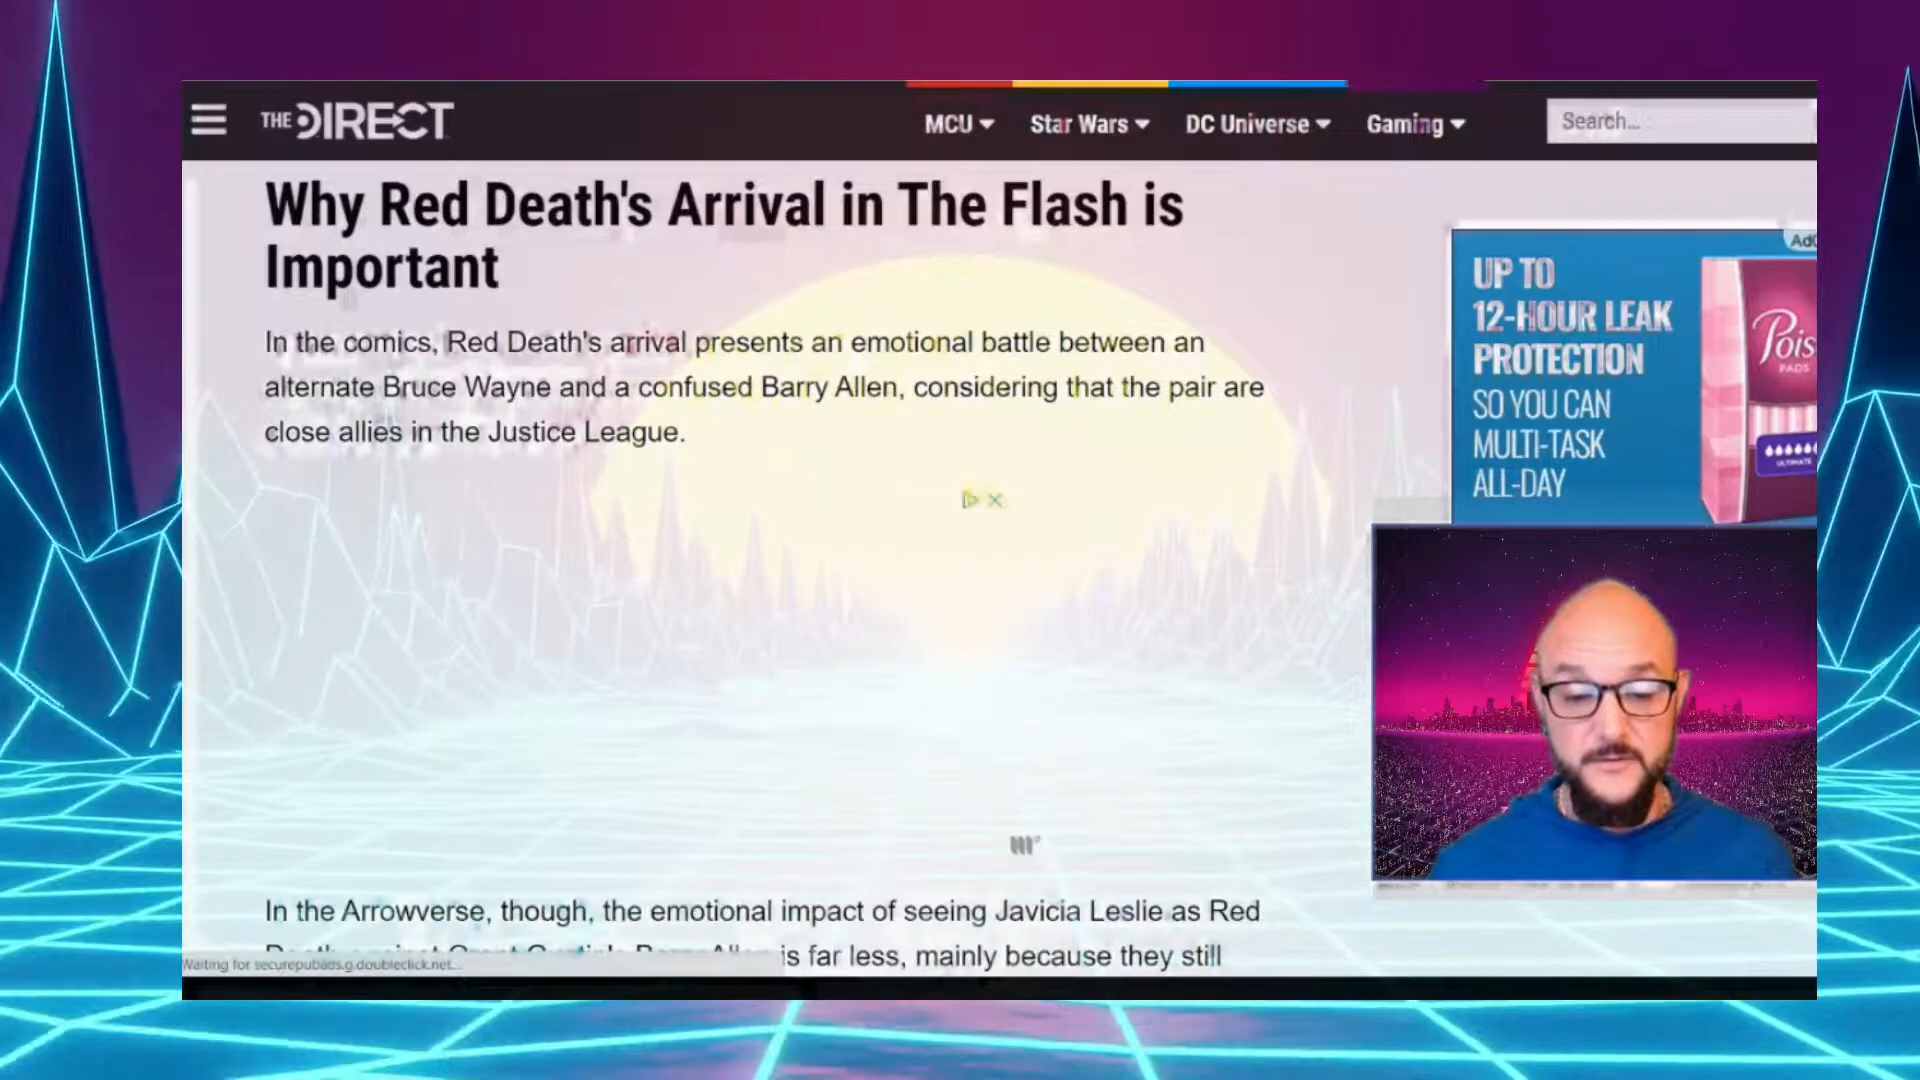 THE DIRECT
MCU
Star Wars
DC Universe
Gaming
Search...
Why Red Death's Arrival in The Flash is
Important
In the comics, Red Death's arrival presents an emotional battle between an
alternate Bruce Wayne and a confused Barry Allen, considering that the pair are
close allies in the Justice League.
UP TO
12-HOUR LEAK
PROTECTION
SO YOU CAN
MULTI-TASK
ALL-DAY
Pois
PADS
ULTIMATE
In the Arrowverse, though, the emotional impact of seeing Javicia Leslie as Red
is far less, mainly because they still
Waiting for securepubads.g.doubleclick.net...